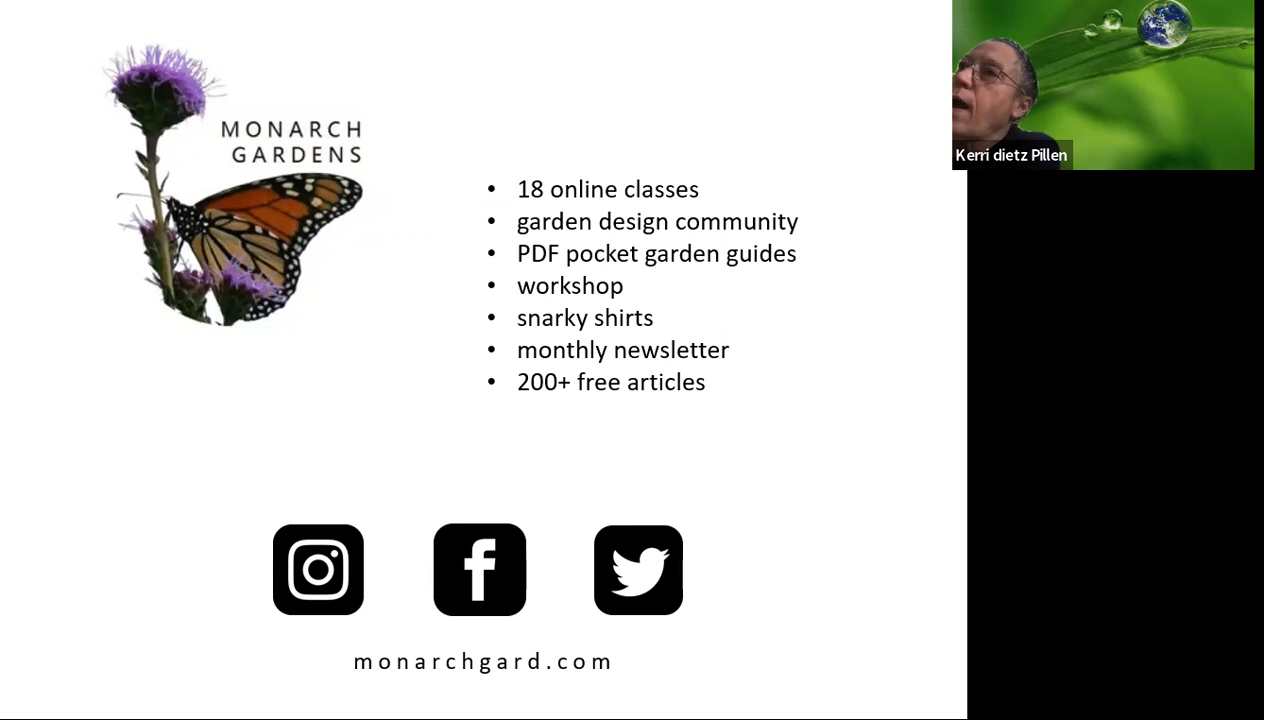 MONARCH
GARDENS
• 18 online classes
• garden design community
• PDF pocket garden guides
• workshop
• snarky shirts
• monthly newsletter
• 200+ free articles
monarchgard.com
Kerri dietz Pillen